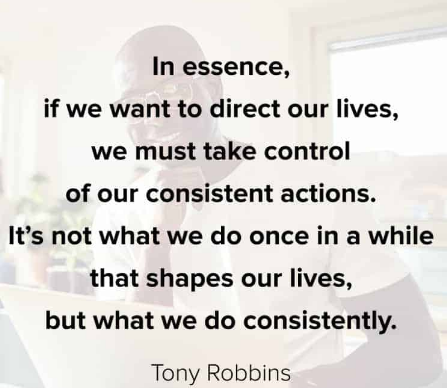 In essence,
if we want to direct our lives,
we must take control
of our consistent actions.
It’s not what we do once in a while
that shapes our lives,
but what we do consistently.
Tony Robbins